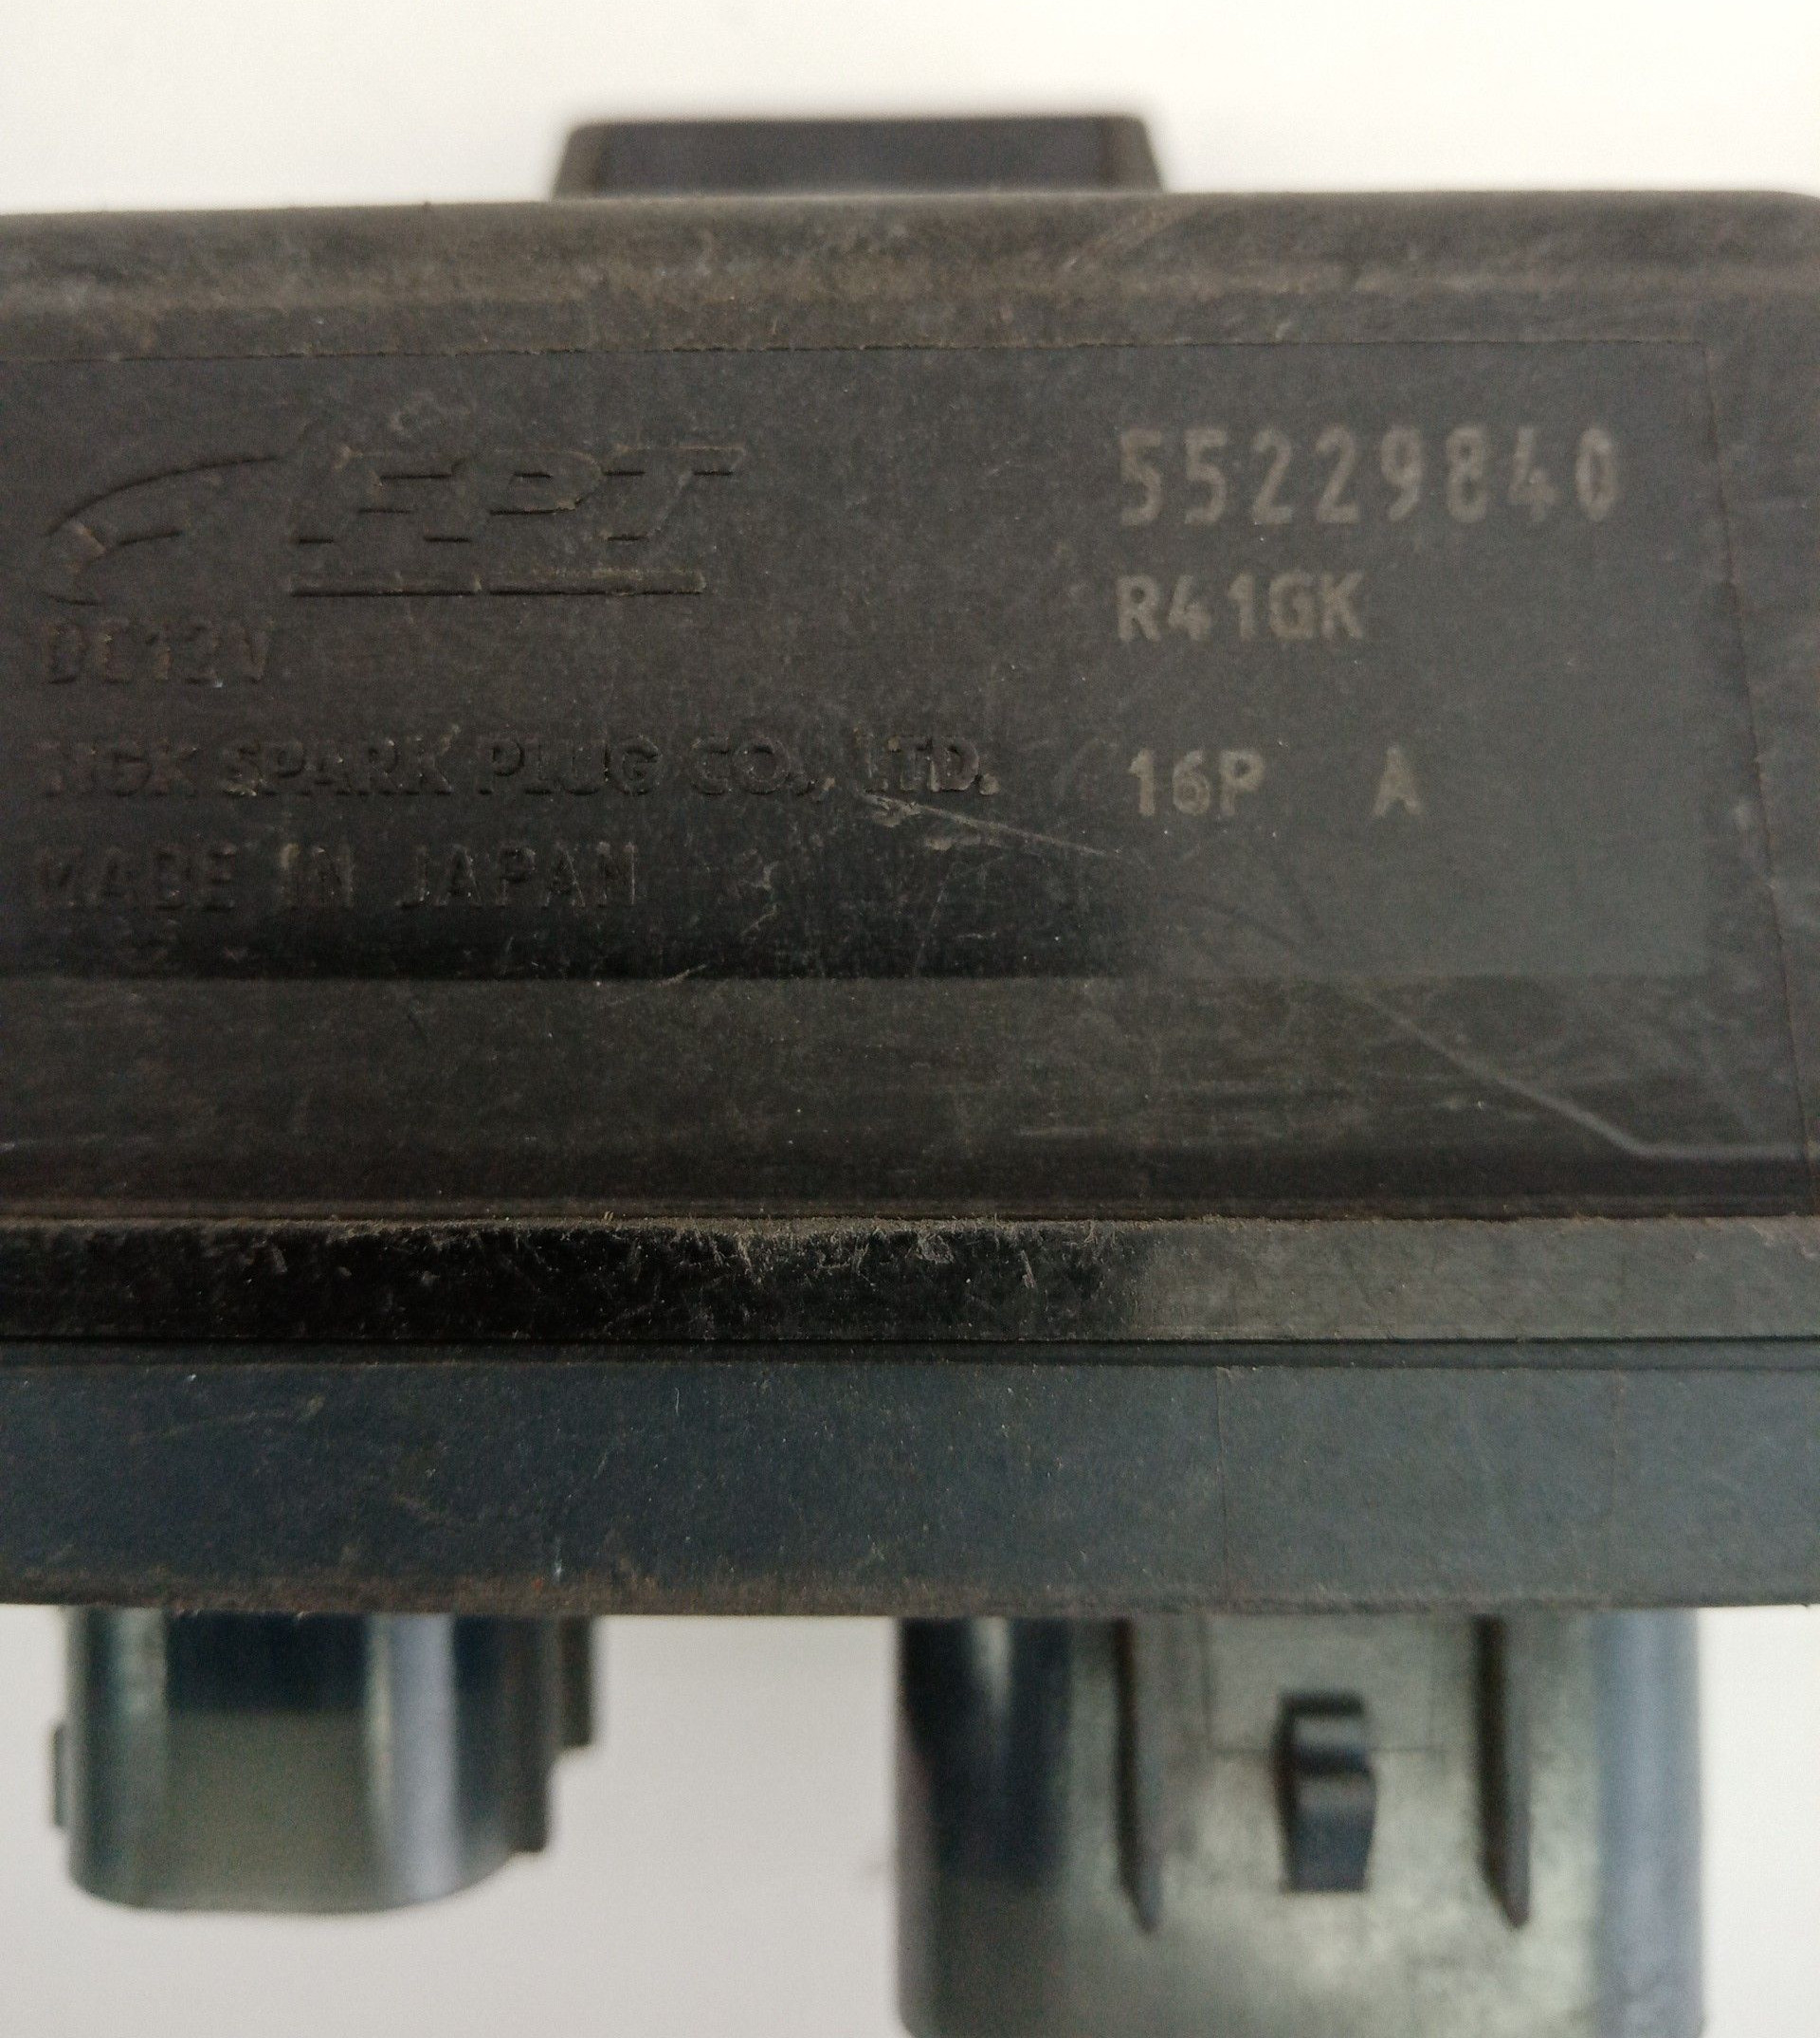 FPT
DC12V
NGK SPARK PLUG CO., LTD.
MADE IN JAPAN
55229840
R41GK
16P A